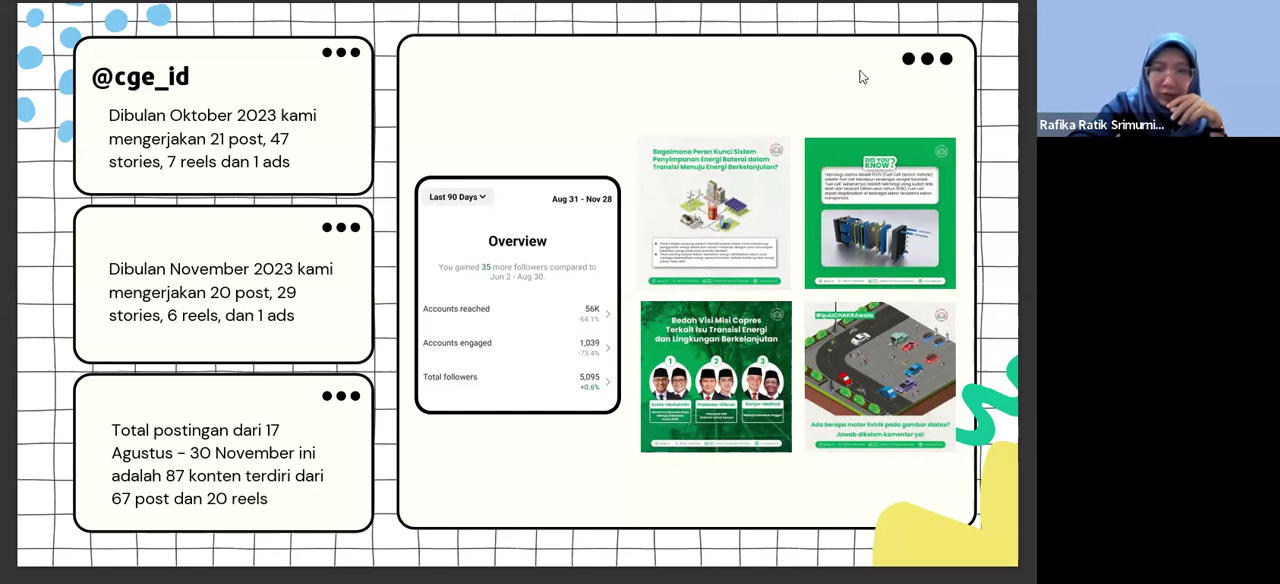 @cge_id
Dibulan Oktober 2023 kami
mengerjakan 21 post, 47
stories, 7 reels dan 1 ads
Dibulan November 2023 kami
mengerjakan 20 post, 29
stories, 6 reels, dan 1 ads
Total postingan dari 17
Agustus - 30 November ini
adalah 87 konten terdiri dari
67 post dan 20 reels
Last 90 Days
Aug 31 - Nov 28
Overview
You gained 35 more followers compared to
Jun 2 - Aug 30.
Accounts reached
56K
-64.1%
Accounts engaged
1,039
-73.4%
Total followers
5,095
+0.6%
Bagaimana Peran Kunci Sistem
Penyimpanan Energi Baterai dalam
Transisi Menuju Energi Berkelanjutan?
DID YOU
KNOW?
Bedah Visi Misi Capres
Terkait Isu Transisi Energi
dan Lingkungan Berkelanjutan
1
2
3
#quizCHAKRAwala
Ada berapa motor listrik pada gambar diatas?
Jawab dikolom komentar ya!
Rafika Ratik Srimurni...